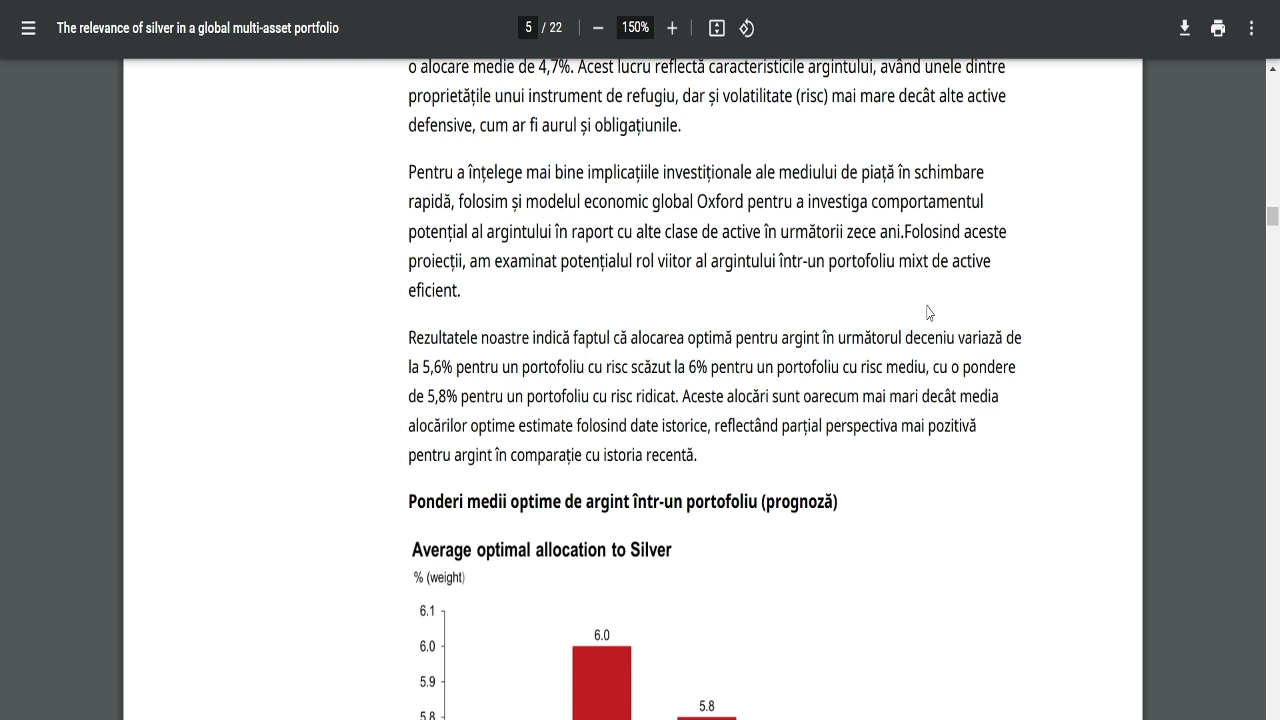 The relevance of silver in a global multi-asset portfolio
5 / 22
150%
o alocare medie de 4,7%. Acest lucru reflectă caracteristicile argintului, având unele dintre
proprietățile unui instrument de refugiu, dar și volatilitate (risc) mai mare decât alte active
defensive, cum ar fi aurul și obligațiunile.
Pentru a înțelege mai bine implicațiile investiționale ale mediului de piață în schimbare
rapidă, folosim și modelul economic global Oxford pentru a investiga comportamentul
potențial al argintului în raport cu alte clase de active în următorii zece ani.Folosind aceste
proiecții, am examinat potențialul rol viitor al argintului într-un portofoliu mixt de active
eficient.
Rezultatele noastre indică faptul că alocarea optimă pentru argint în următorul deceniu variază de
la 5,6% pentru un portofoliu cu risc scăzut la 6% pentru un portofoliu cu risc mediu, cu o pondere
de 5,8% pentru un portofoliu cu risc ridicat. Aceste alocări sunt oarecum mai mari decât media
alocărilor optime estimate folosind date istorice, reflectând parțial perspectiva mai pozitivă
pentru argint în comparație cu istoria recentă.
Ponderi medii optime de argint într-un portofoliu (prognoză)
Average optimal allocation to Silver
% (weight)
6.1
6.0
6.0
5.9
5.8
5.8